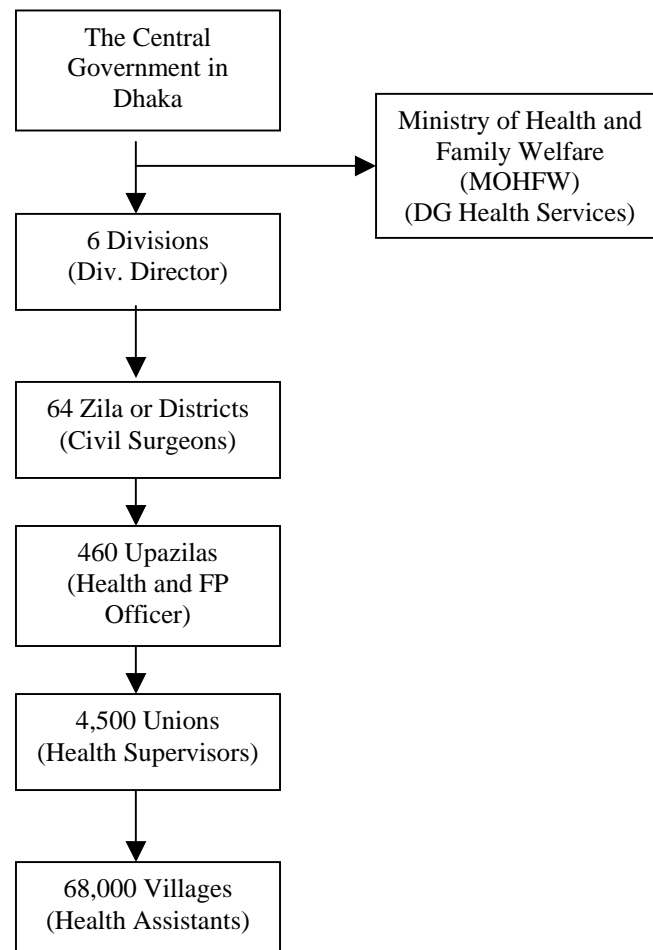 The Central
Government in
Dhaka
Ministry of Health and
Family Welfare
(MOHFW)
(DG Health Services)
6 Divisions
(Div. Director)
64 Zila or Districts
(Civil Surgeons)
460 Upazilas
(Health and FP
Officer)
4,500 Unions
(Health Supervisors)
68,000 Villages
(Health Assistants)